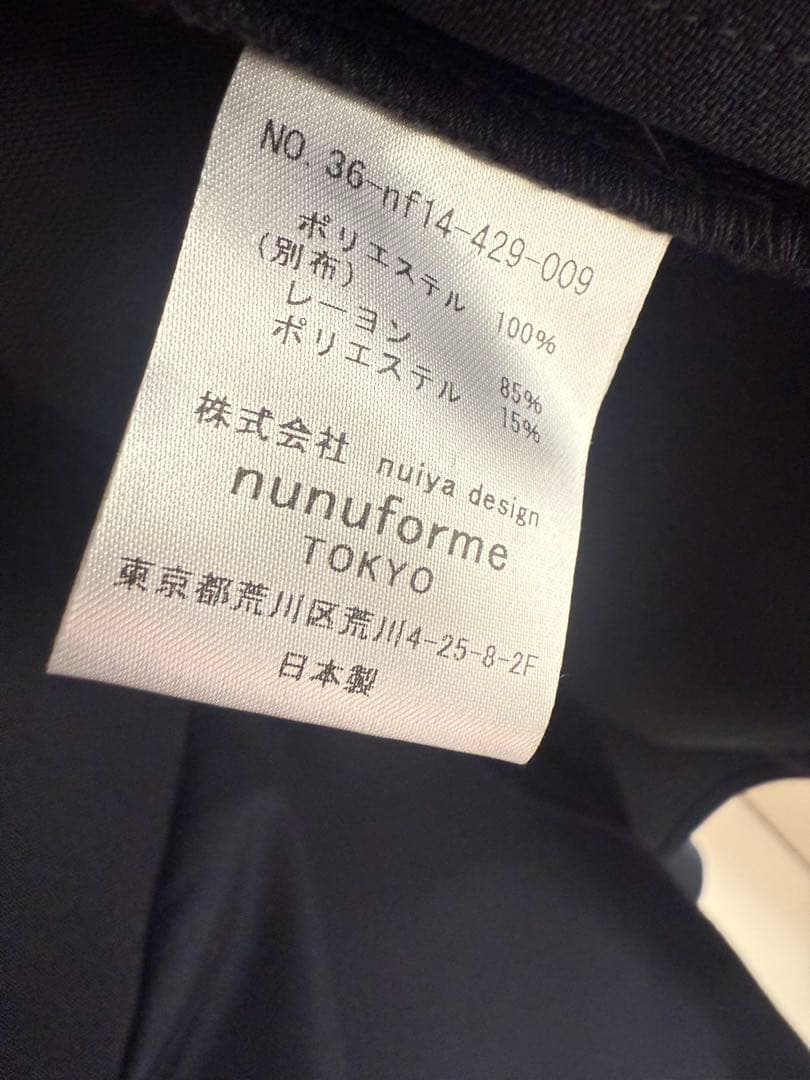 NO. 36-nf14-429-009
ポリエステル 100%
(別布)
レーヨン 85%
ポリエステル 15%
株式会社 nuiya design
nunuforme
TOKYO
東京都荒川区荒川4-25-8-2F
日本製